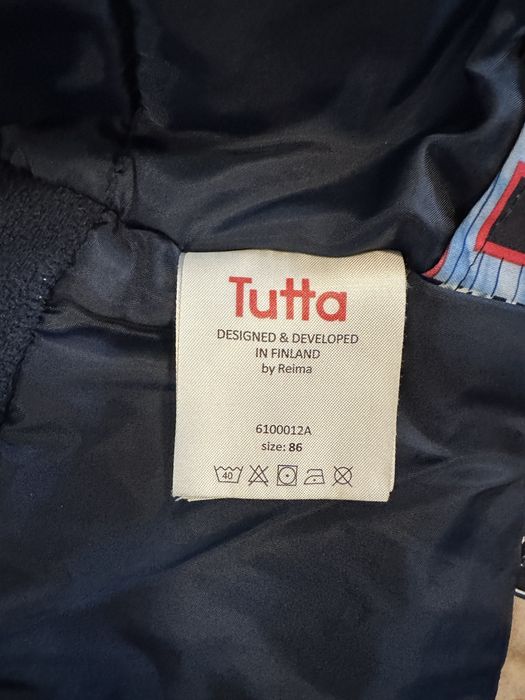 Tutta
DESIGNED & DEVELOPED
IN FINLAND
by Reima
6100012A
size: 86
40